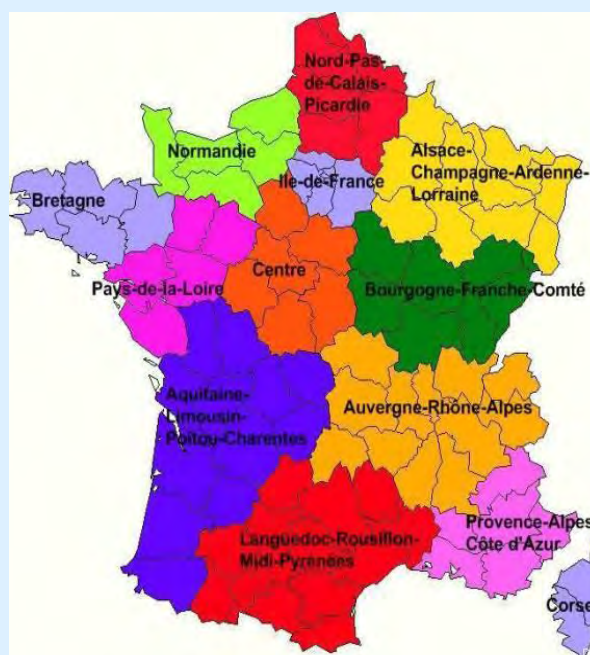 Nord-Pas-
de-Calais-
Picardie
Normandie
Ile-de-France
Alsace-
Champagne-Ardenne-
Lorraine
Bretagne
Pays-de-la-Loire
Centre
Bourgogne-Franche-Comté
Aquitaine-
Limousin-
Poitou-Charentes
Auvergne-Rhône-Alpes
Languedoc-Rousillon-
Midi-Pyrénées
Provence-Alpes
Côte d'Azur
Corse